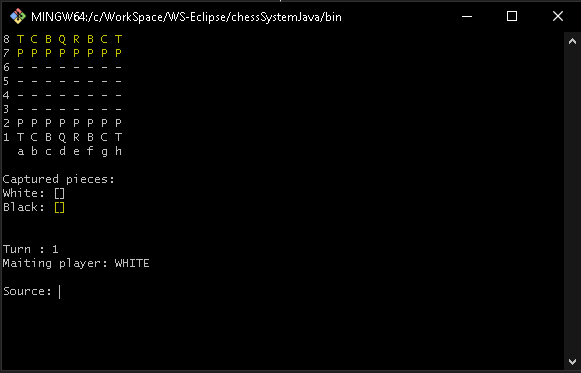 MINGW64:/c/WorkSpace/WS-Eclipse/chessSystemJava/bin
8 T C B Q R B C T
7 P P P P P P P P
6 - - - - - - - -
5 - - - - - - - -
4 - - - - - - - -
3 - - - - - - - -
2 P P P P P P P P
1 T C B Q R B C T
  a b c d e f g h
Captured pieces:
White: []
Black: []
Turn : 1
Maiting player: WHITE
Source: